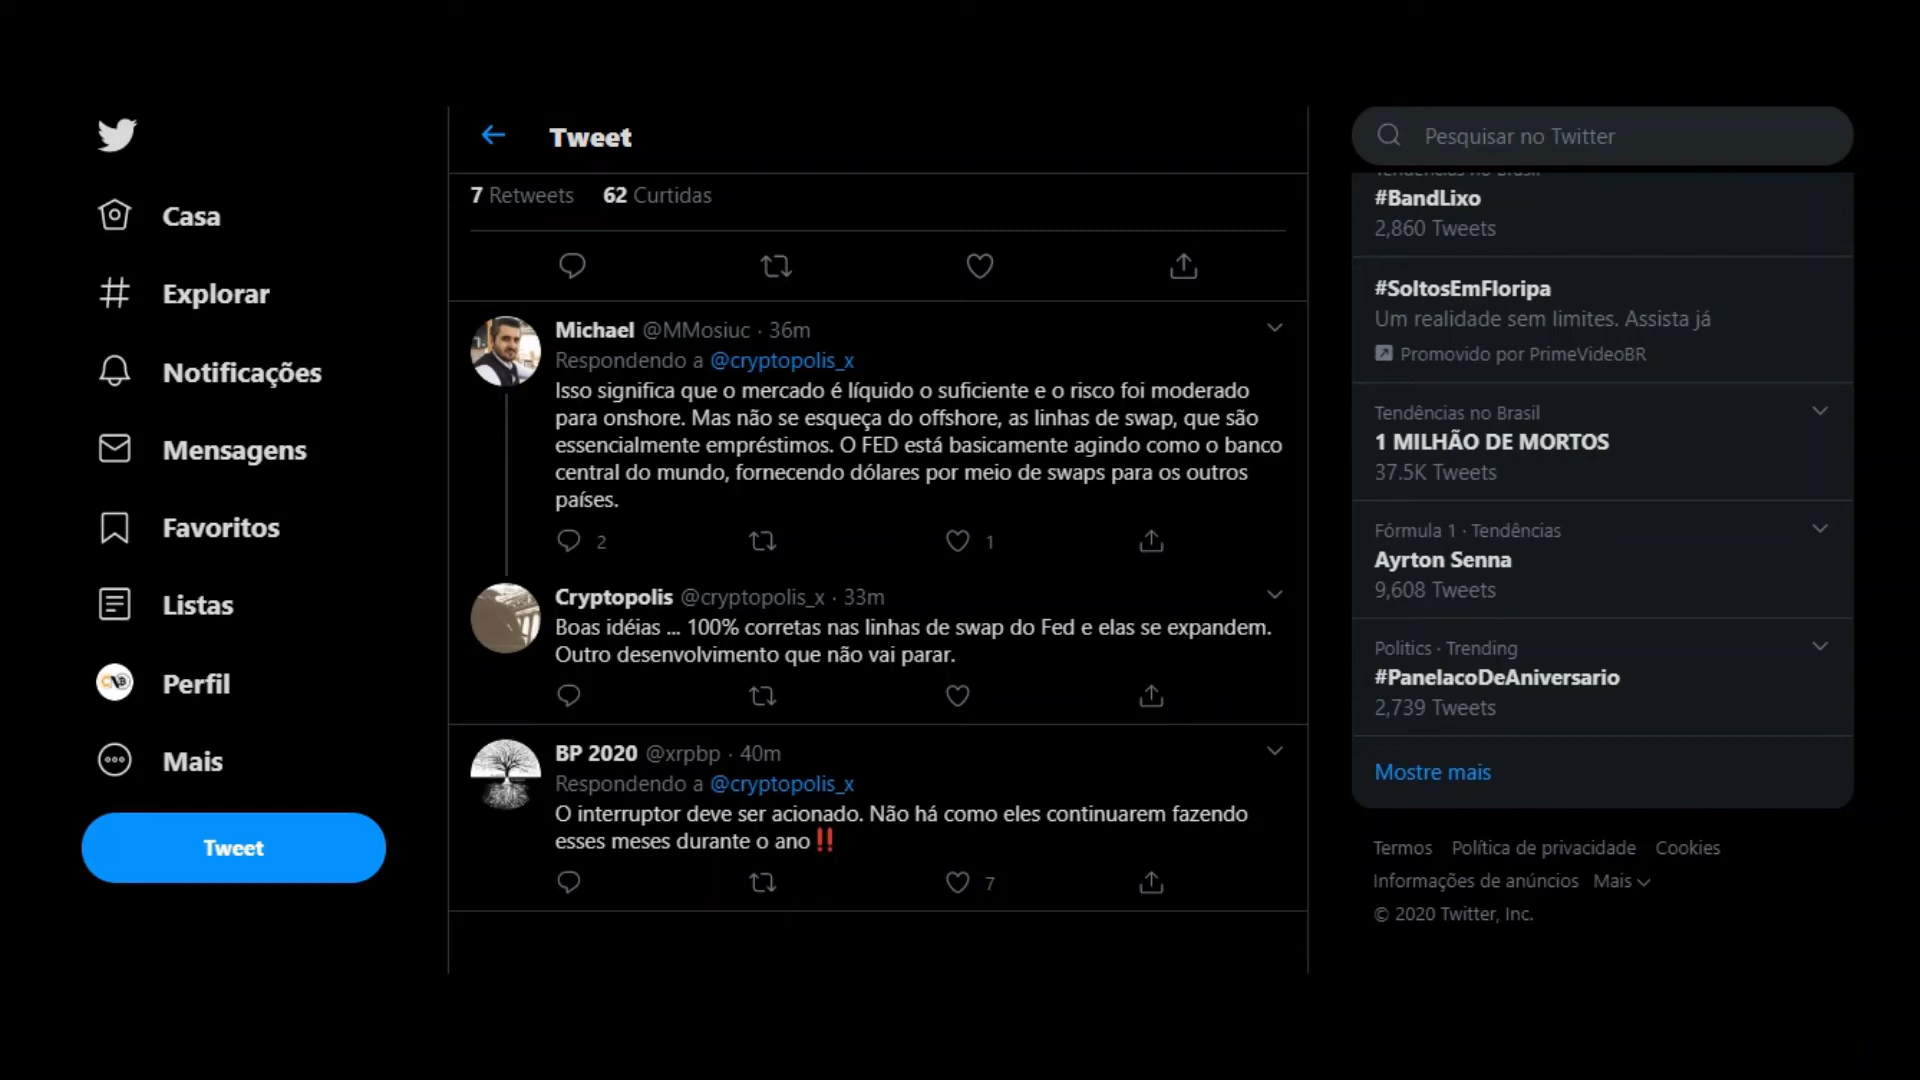 Casa
Explorar
Notificações
Mensagens
Favoritos
Listas
Perfil
Mais
Tweet
Tweet
7 Retweets 62 Curtidas
Michael @MMosiuc · 36m
Respondendo a @cryptopolis_x
Isso significa que o mercado é líquido o suficiente e o risco foi moderado
para onshore. Mas não se esqueça do offshore, as linhas de swap, que são
essencialmente empréstimos. O FED está basicamente agindo como o banco
central do mundo, fornecendo dólares por meio de swaps para os outros
países.
2 1
Cryptopolis @cryptopolis_x · 33m
Boas idéias ... 100% corretas nas linhas de swap do Fed e elas se expandem.
Outro desenvolvimento que não vai parar.
BP 2020 @xrpbp · 40m
Respondendo a @cryptopolis_x
O interruptor deve ser acionado. Não há como eles continuarem fazendo
esses meses durante o ano‼
7
Pesquisar no Twitter
Tendências no Brasil
#BandLixo
2,860 Tweets
#SoltosEmFloripa
Um realidade sem limites. Assista já
Promovido por PrimeVideoBR
Tendências no Brasil
1 MILHÃO DE MORTOS
37.5K Tweets
Fórmula 1 · Tendências
Ayrton Senna
9,608 Tweets
Politics · Trending
#PanelacoDeAniversario
2,739 Tweets
Mostre mais
Termos Política de privacidade Cookies
Informações de anúncios Mais
© 2020 Twitter, Inc.